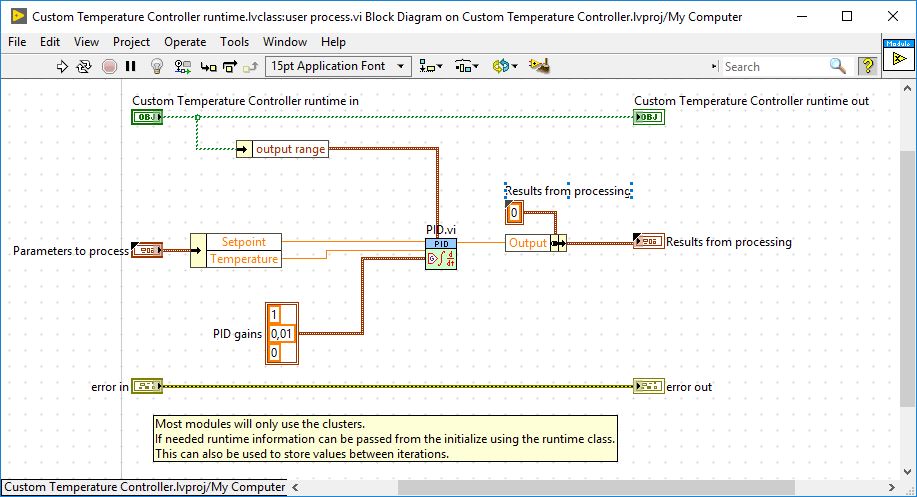 Custom Temperature Controller runtime.lvclass:user process.vi Block Diagram on Custom Temperature Controller.lvproj/My Computer
File Edit View Project Operate Tools Window Help
15pt Application Font
Search
?
Module
Custom Temperature Controller runtime in
Custom Temperature Controller runtime out
OBJ
OBJ
output range
Results from processing
0
PID.vi
Parameters to process
Setpoint
Temperature
PID
Output
Results from processing
1
PID gains
0,01
0
error in
error out
Most modules will only use the clusters.
If needed runtime information can be passed from the initialize using the runtime class.
This can also be used to store values between iterations.
Custom Temperature Controller.lvproj/My Computer